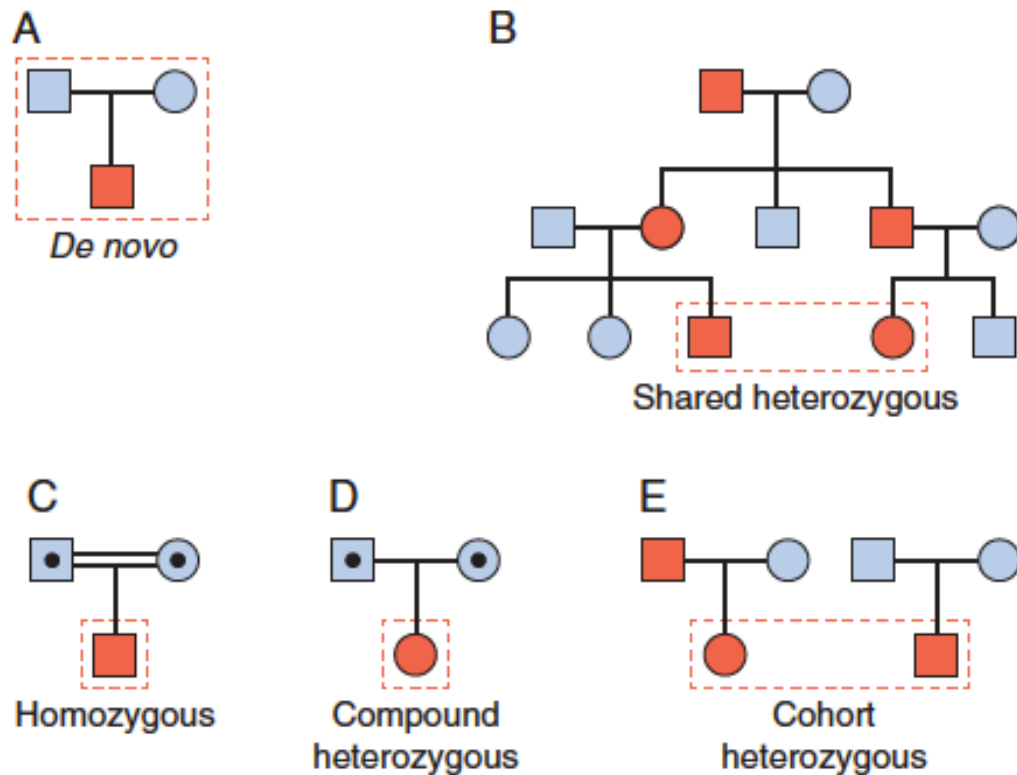 A
B
De novo
Shared heterozygous
C
D
E
Homozygous
Compound
heterozygous
Cohort
heterozygous